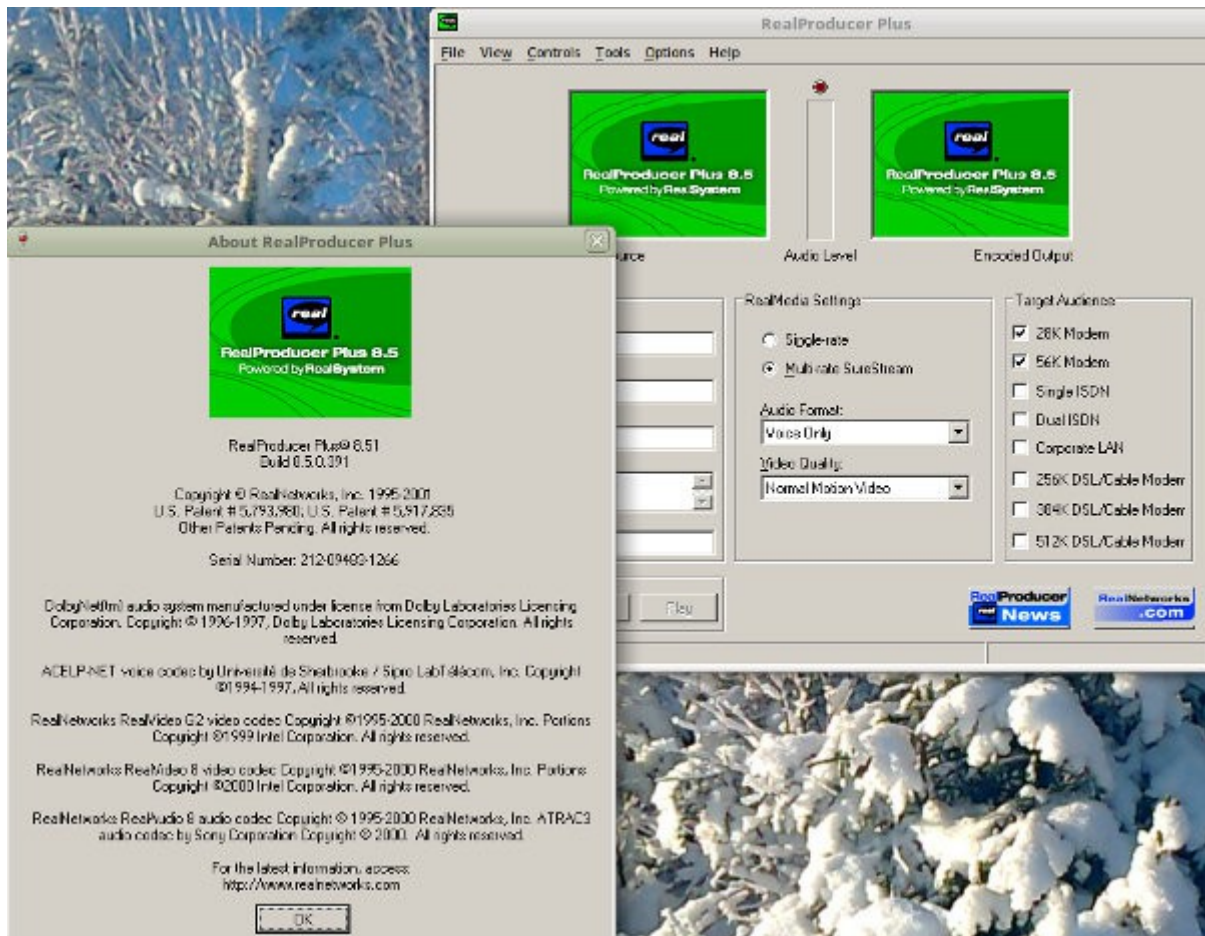 RealProducer Plus
File View Controls Tools Options Help
real
RealProducer Plus 8.5
Powered by RealSystem
real
RealProducer Plus 8.5
Powered by RealSystem
Audio Level
Encoded Output
RealMedia Settings
Single-rate
Multi-rate SureStream
Audio Format:
Voice Only
Video Quality:
Normal Motion Video
Target Audience
28K Modem
56K Modem
Single ISDN
Dual ISDN
Corporate LAN
256K DSL/Cable Modem
384K DSL/Cable Modem
512K DSL/Cable Modem
Play
RealProducer
real News
RealNetworks
.com
About RealProducer Plus
real
RealProducer Plus 8.5
Powered by RealSystem
RealProducer Plus® 8.51
Build 8.5.0.391
Copyright © RealNetworks, Inc. 1995-2001
U.S. Patent # 5,793,980; U.S. Patent # 5,917,835
Other Patents Pending. All rights reserved.
Serial Number: 212-09483-1266
DolbyNet(tm) audio system manufactured under license from Dolby Laboratories Licensing
Corporation. Copyright © 1996-1997, Dolby Laboratories Licensing Corporation. All rights
reserved.
ACELP-NET voice codec by Université de Sherbrooke / Sipro LabTélécom, Inc. Copyright
©1994-1997, All rights reserved.
RealNetworks RealVideo G2 video codec Copyright ©1995-2000 RealNetworks, Inc. Portions
Copyright ©1999 Intel Corporation. All rights reserved.
RealNetworks RealVideo 8 video codec Copyright ©1995-2000 RealNetworks, Inc. Portions
Copyright ©2000 Intel Corporation. All rights reserved.
RealNetworks RealAudio 8 audio codec Copyright © 1995-2000 RealNetworks, Inc. ATRAC3
audio codec by Sony Corporation Copyright © 2000. All rights reserved.
For the latest information, access:
http://www.realnetworks.com
OK